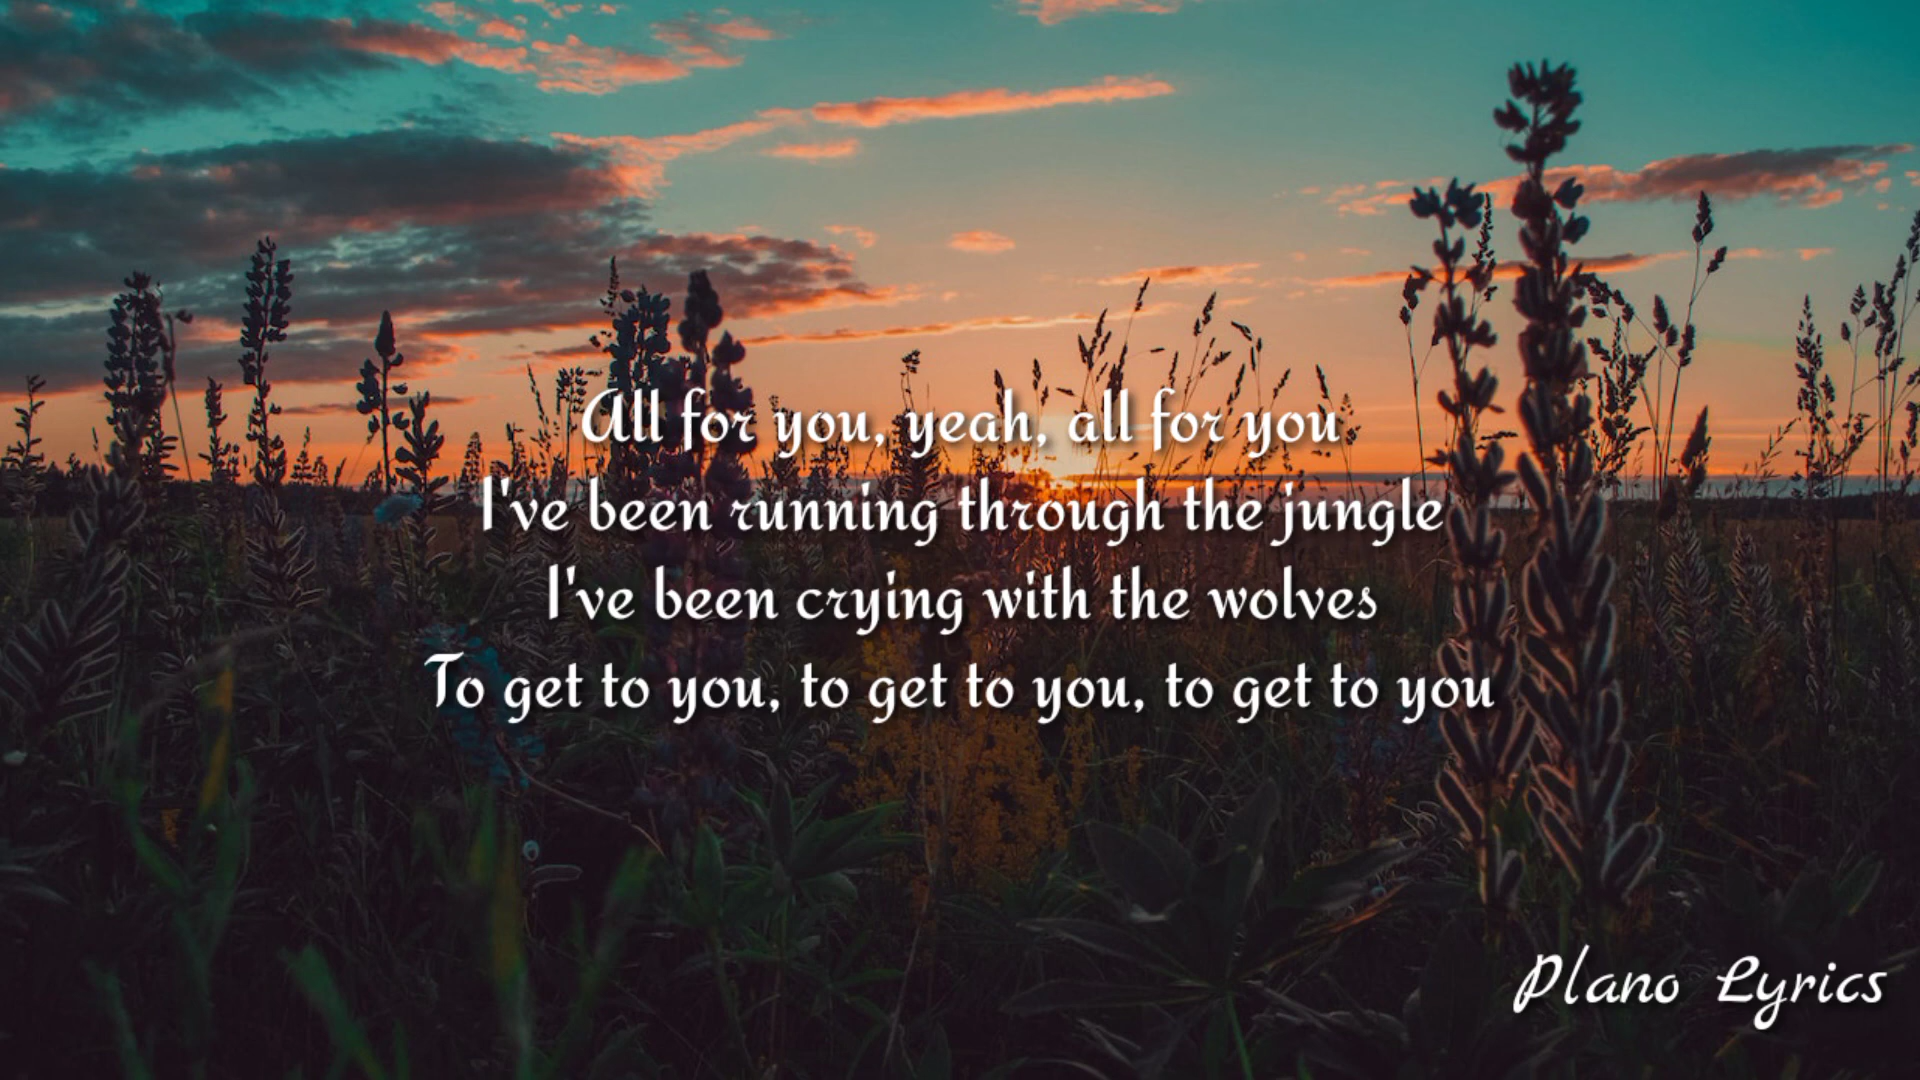 All for you, yeah, all for you
I've been running through the jungle
I've been crying with the wolves
To get to you, to get to you, to get to you
Plano Lyrics